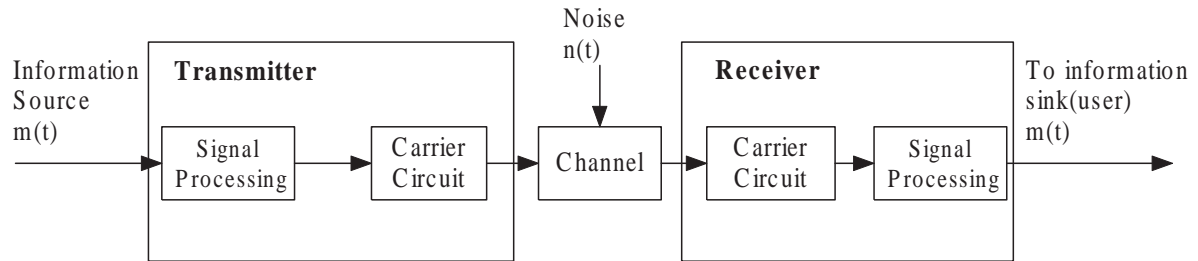 Information
Source
m(t)
Transmitter
Signal
Processing
Carrier
Circuit
Noise
n(t)
Channel
Receiver
Carrier
Circuit
Signal
Processing
To information
sink(user)
m(t)